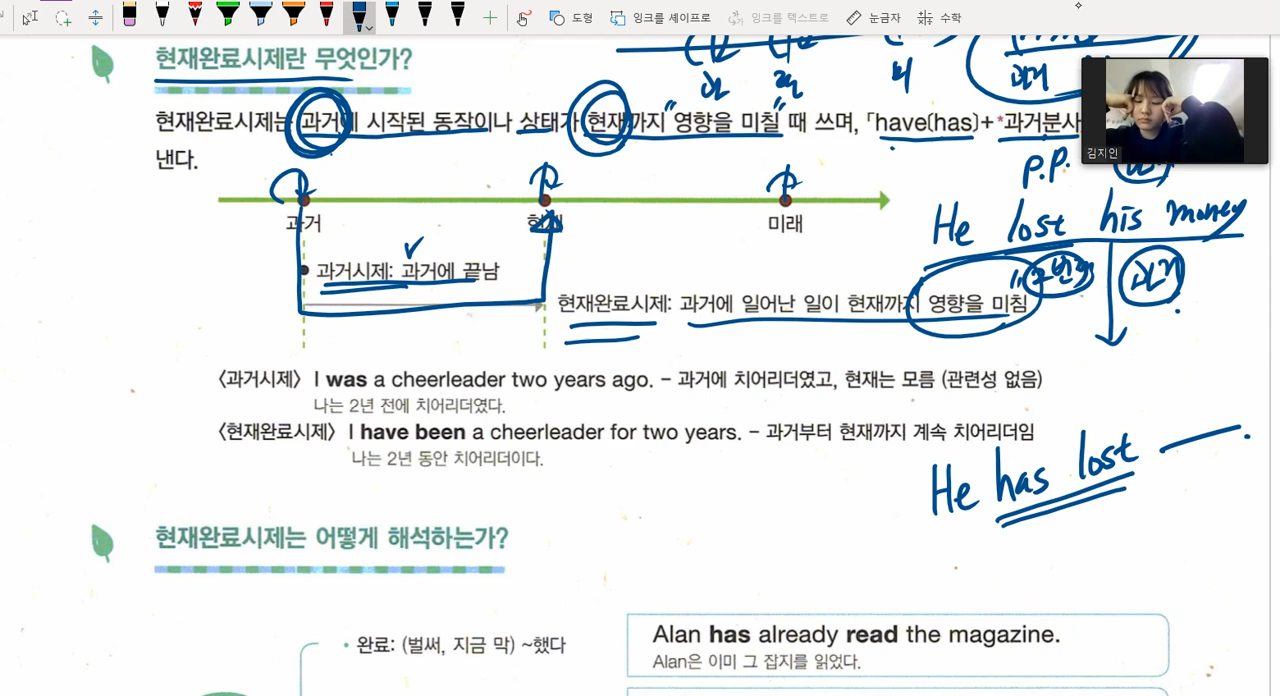 도형 잉크를 셰이프로 잉크를 텍스트로 눈금자 수학
현재완료시제란 무엇인가?
현재완료시제는 과거에 시작된 동작이나 상태가 현재까지 "영향을 미칠" 때 쓰며, 「have(has)+*과거분사
낸다.
김지인
P.P.
과거 현재 미래
He lost his money
과거시제: 과거에 끝남
과거
현재완료시제: 과거에 일어난 일이 현재까지 영향을 미침
〈과거시제〉 I was a cheerleader two years ago. – 과거에 치어리더였고, 현재는 모름 (관련성 없음)
나는 2년 전에 치어리더였다.
〈현재완료시제〉 I have been a cheerleader for two years. – 과거부터 현재까지 계속 치어리더임
나는 2년 동안 치어리더이다.
He has lost
현재완료시제는 어떻게 해석하는가?
• 완료: (벌써, 지금 막) ~했다
Alan has already read the magazine.
Alan은 이미 그 잡지를 읽었다.